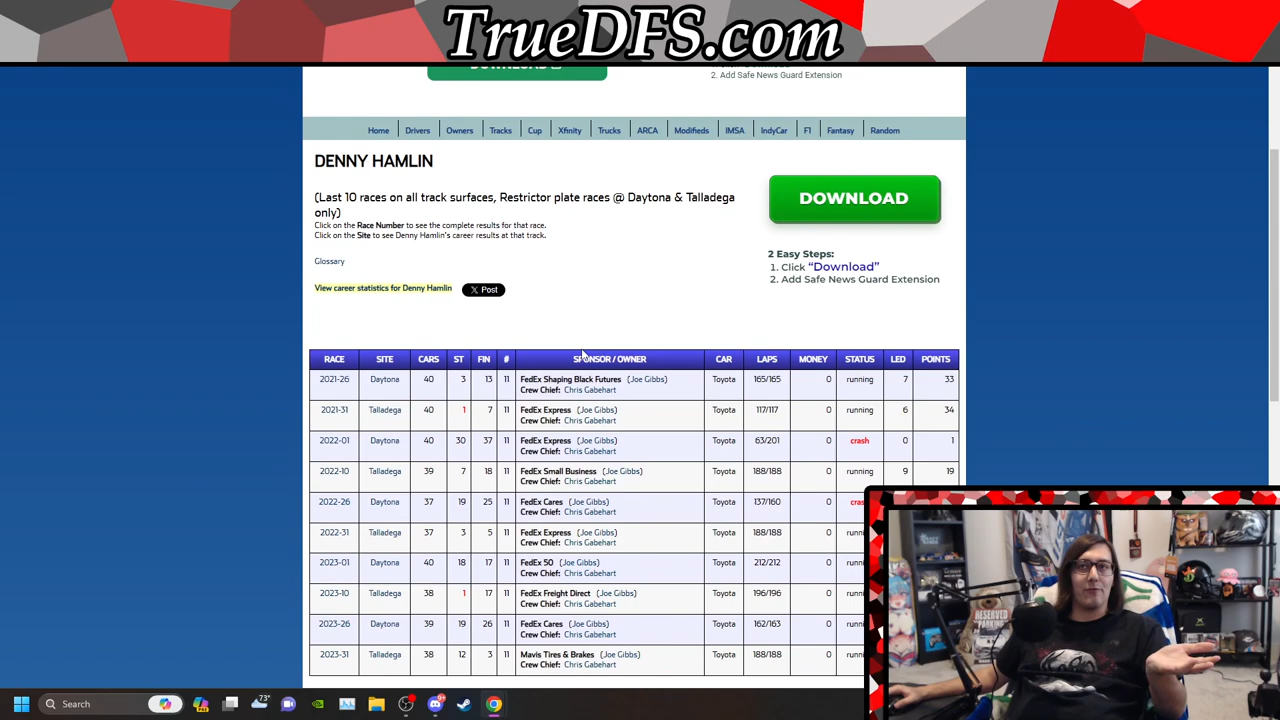 TrueDFS.com
2. Add Safe News Guard Extension
Home Drivers Owners Tracks Cup Xfinity Trucks ARCA Modifieds IMSA IndyCar F1 Fantasy Random
DENNY HAMLIN
(Last 10 races on all track surfaces, Restrictor plate races @ Daytona & Talladega
only)
Click on the Race Number to see the complete results for that race.
Click on the Site to see Denny Hamlin's career results at that track.
Glossary
View career statistics for Denny Hamlin
X Post
DOWNLOAD
2 Easy Steps:
1. Click “Download”
2. Add Safe News Guard Extension
RACE SITE CARS ST FIN # SPONSOR / OWNER CAR LAPS MONEY STATUS LED POINTS
2021-26 Daytona 40 3 13 11 FedEx Shaping Black Futures (Joe Gibbs) Toyota 165/165 0 running 7 33
Crew Chief: Chris Gabehart
2021-31 Talladega 40 1 7 11 FedEx Express (Joe Gibbs) Toyota 117/117 0 running 6 34
Crew Chief: Chris Gabehart
2022-01 Daytona 40 30 37 11 FedEx Express (Joe Gibbs) Toyota 63/201 0 crash 0 1
Crew Chief: Chris Gabehart
2022-10 Talladega 39 7 18 11 FedEx Small Business (Joe Gibbs) Toyota 188/188 0 running 9 19
Crew Chief: Chris Gabehart
2022-26 Daytona 37 19 25 11 FedEx Cares (Joe Gibbs) Toyota 137/160 0 cras
Crew Chief: Chris Gabehart
2022-31 Talladega 37 3 5 11 FedEx Express (Joe Gibbs) Toyota 188/188 0 runni
Crew Chief: Chris Gabehart
2023-01 Daytona 40 18 17 11 FedEx 50 (Joe Gibbs) Toyota 212/212 0 runni
Crew Chief: Chris Gabehart
2023-10 Talladega 38 1 17 11 FedEx Freight Direct (Joe Gibbs) Toyota 196/196 0 runni
Crew Chief: Chris Gabehart
2023-26 Daytona 39 19 26 11 FedEx Cares (Joe Gibbs) Toyota 162/163 0 runni
Crew Chief: Chris Gabehart
2023-31 Talladega 38 12 3 11 Mavis Tires & Brakes (Joe Gibbs) Toyota 188/188 0 runni
Crew Chief: Chris Gabehart
RESERVED
PARKING
Search
73°